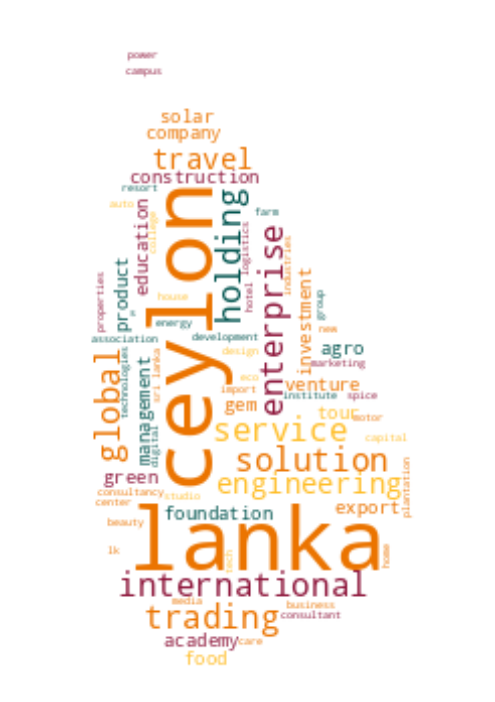 power
campus
solar
company
travel
construction
resort
auto
education
college
ceylon
holding
farm
logistics
hotel
enterprise
industries
investment
group
new
properties
product
a
house
energy
association
development
design
agro
marketing
global
technologies
management
digital
sri lanka
eco
import
venture
institute
spice
gem
tour
motor
service
capital
solution
green
engineering
plantation
consultancy
studio
center
foundation
export
beauty
lanka
lk
tech
home
international
media
business
trading
consultant
academy
care
food